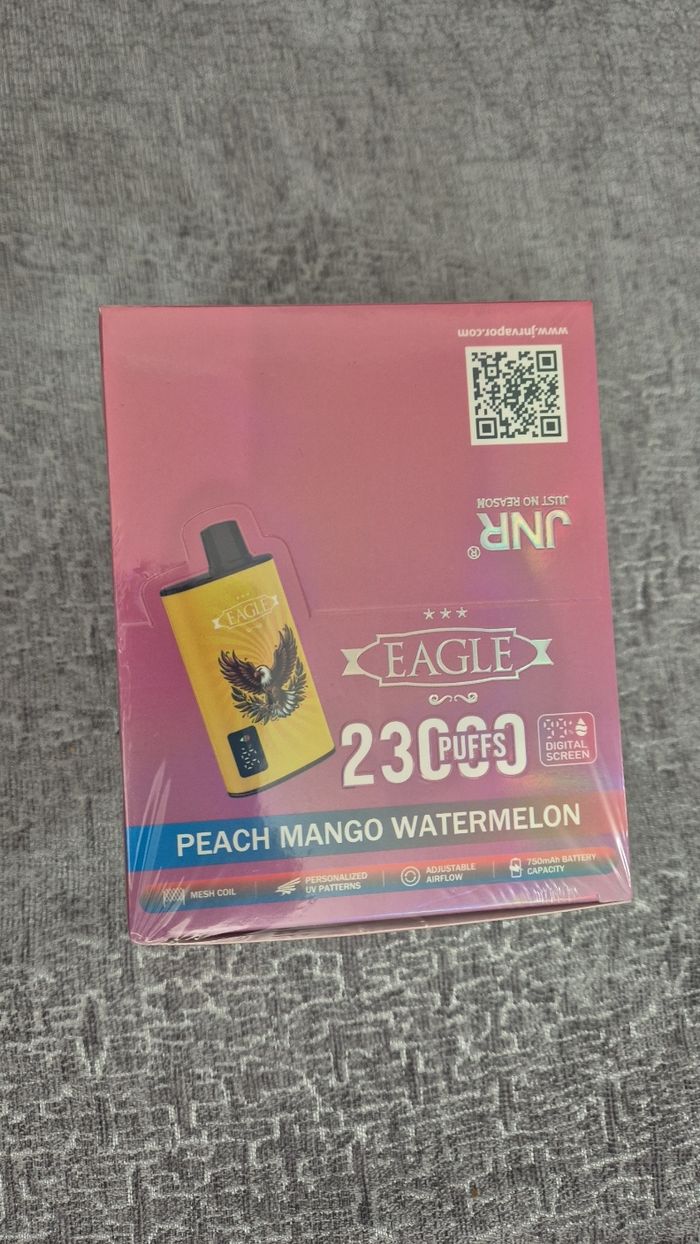 www.jnrvapor.com
JNR®
JUST NO REASON
EAGLE
EAGLE
23000
PUFFS
DIGITAL
SCREEN
PEACH MANGO WATERMELON
MESH COIL
PERSONALIZED
UV PATTERNS
ADJUSTABLE
AIRFLOW
750mAh BATTERY
CAPACITY